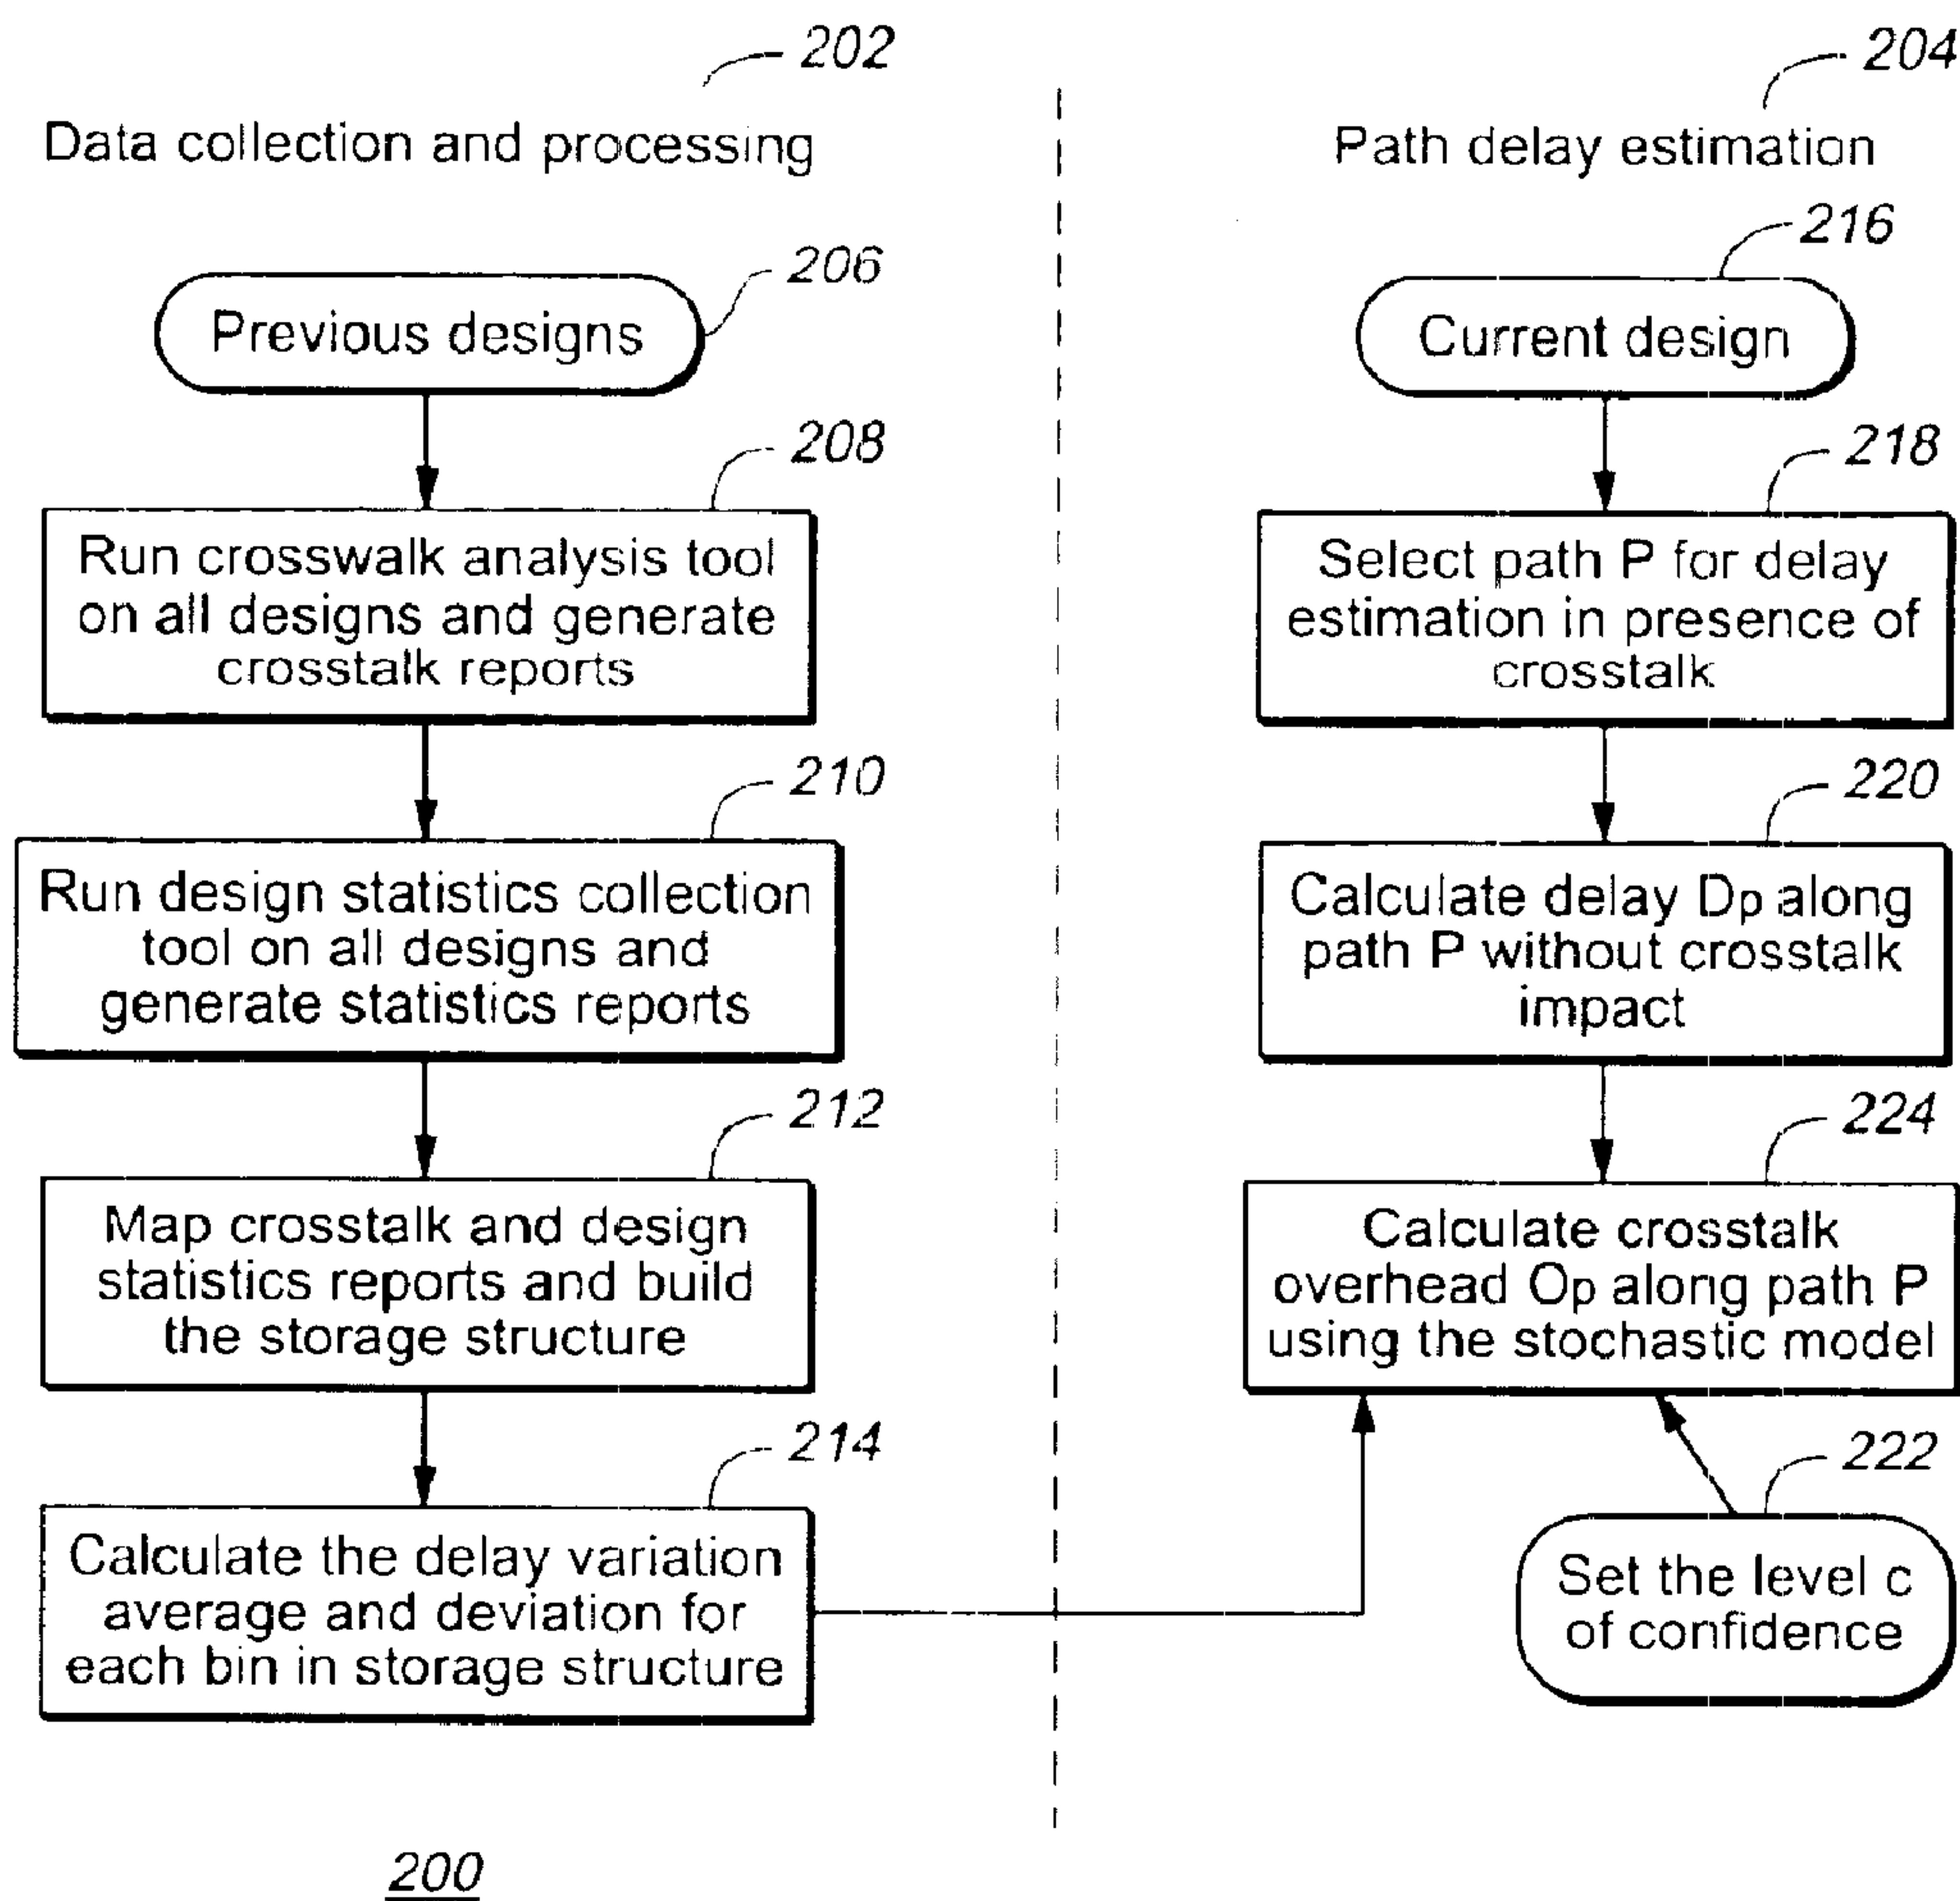 202
Data collection and processing
206
Previous designs
208
Run crosswalk analysis tool
on all designs and generate
crosstalk reports
210
Run design statistics collection
tool on all designs and
generate statistics reports
212
Map crosstalk and design
statistics reports and build
the storage structure
214
Calculate the delay variation
average and deviation for
each bin in storage structure
204
Path delay estimation
216
Current design
218
Select path P for delay
estimation in presence of
crosstalk
220
Calculate delay Dp along
path P without crosstalk
impact
224
Calculate crosstalk
overhead Op along path P
using the stochastic model
222
Set the level c
of confidence
200